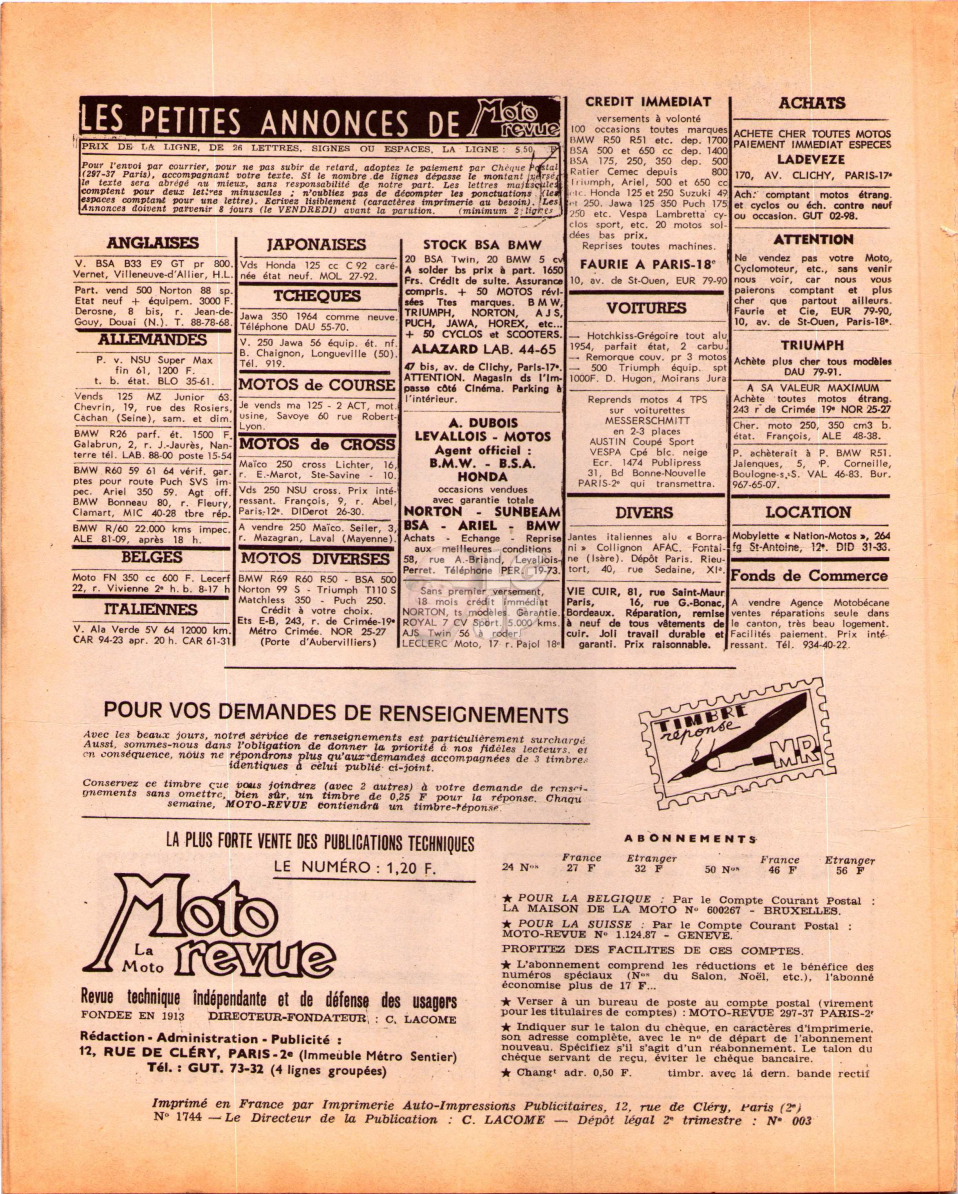 LES PETITES ANNONCES DE Moto revue
PRIX DE LA LIGNE, DE 26 LETTRES, SIGNES OU ESPACES, LA LIGNE : 5,50 F
Pour l'envoi par courrier, pour ne pas subir de retard, adoptez le paiement par Chèque Postal
(297-37 Paris), accompagnant votre texte. Si le nombre de lignes dépasse le montant versé,
le texte sera abrégé au mieux, sans responsabilité de notre part. Les lettres majuscules
comptent pour deux lettres minuscules ; n'oubliez pas de décompter les ponctuations (les
espaces comptant pour une lettre). Ecrivez lisiblement (caractères imprimerie au besoin). Les
Annonces doivent parvenir 8 jours (le VENDREDI) avant la parution. (minimum 2 lignes
ANGLAISES
V. BSA B33 E9 GT pr 800.
Vernet, Villeneuve-d'Allier, H.L.
Part. vend 500 Norton 88 sp.
Etat neuf + équipem. 3000 F.
Derosne, 8 bis, r. Jean-de-
Gouy, Douai (N.). T. 88-78-68.
ALLEMANDES
P. v. NSU Super Max
fin 61, 1200 F.
t. b. état. BLO 35-61.
Vends 125 MZ Junior 63.
Chevrin, 19, rue des Rosiers,
Cachan (Seine), sam. et dim.
BMW R26 parf. ét. 1500 F.
Galabrun, 2, r. J.-Jaurès, Nan-
terre tél. LAB. 88-00 poste 15-54
BMW R60 59 61 64 vérif. gar.
ptes pour route Puch SVS im-
pec. Ariel 350 59. Agt off.
BMW Bonneau 80, r. Fleury,
Clamart, MIC 40-28 tbre rép.
BMW R/60 22.000 kms impec.
ALE 81-09, après 18 h.
BELGES
Moto FN 350 cc 600 F. Lecerf
22, r. Vivienne 2e h. b. 8-17 h
ITALIENNES
V. Ala Verde 5V 64 12000 km.
CAR 94-23 apr. 20 h. CAR 61-31
JAPONAISES
Vds Honda 125 cc C 92 caré-
née état neuf. MOL 27-92.
TCHEQUES
Jawa 350 1964 comme neuve.
Téléphone DAU 55-70.
V. 250 Jawa 56 équip. ét. nf.
B. Chaignon, Longueville (50).
Tél. 919.
MOTOS de COURSE
Je vends ma 125 - 2 ACT, mot.
usine, Savoye 60 rue Robert-
Lyon.
MOTOS de CROSS
Maïco 250 cross Lichter, 16,
r. E.-Marot, Ste-Savine - 10.
Vds 250 NSU cross. Prix inté-
ressant. François, 9, r. Abel,
Paris-12e. DIDerot 26-30.
A vendre 250 Maïco. Seiler, 3,
r. Mazagran, Laval (Mayenne).
MOTOS DIVERSES
BMW R69 R60 R50 - BSA 500
Norton 99 S - Triumph T110 S
Matchless 350 - Puch 250.
Crédit à votre choix.
Ets E-B, 243, r. de Crimée-19e
Métro Crimée. NOR 25-27
(Porte d'Aubervilliers)
STOCK BSA BMW
20 BSA Twin, 20 BMW 5 cv
A solder bs prix à part. 1650
Frs. Crédit de suite. Assurance
compris. + 50 MOTOS révi-
sées Ttes marques. BMW,
TRIUMPH, NORTON, AJS,
PUCH, JAWA, HOREX, etc...
+ 50 CYCLOS et SCOOTERS.
ALAZARD LAB. 44-65
47 bis, av. de Clichy, Paris-17e.
ATTENTION. Magasin ds l'im-
passe côté Cinéma. Parking à
l'intérieur.
A. DUBOIS
LEVALLOIS - MOTOS
Agent officiel :
B.M.W. - B.S.A.
HONDA
occasions vendues
avec garantie totale
NORTON - SUNBEAM
BSA - ARIEL - BMW
Achats - Echange - Reprise
aux meilleures conditions
58, rue A.-Briand, Levallois-
Perret. Téléphone PER. 19-73.
Sans premier versement,
18 mois crédit immédiat
NORTON, ts modèles. Garantie.
ROYAL 7 CV Sport. 5.000 kms.
AJS Twin 56 à roder
LECLERC Moto, 17 r. Pajol 18e
CREDIT IMMEDIAT
versements à volonté
100 occasions toutes marques
BMW R50 R51 etc. dep. 1700
BSA 500 et 650 cc dep. 1400
BSA 175, 250, 350 dep. 500
Ratier Cemec depuis 800
Triumph, Ariel, 500 et 650 cc
etc. Honda 125 et 250 Suzuki 49
et 250. Jawa 125 350 Puch 175
250 etc. Vespa Lambretta cy-
clos sport, etc. 20 motos sol-
dées bas prix.
Reprises toutes machines.
FAURIE A PARIS-18e
10, av. de St-Ouen, EUR 79-90
VOITURES
— Hotchkiss-Grégoire tout alu
1954, parfait état, 2 carbu.
— Remorque couv. pr 3 motos
— 500 Triumph équip. spt
1000F. D. Hugon, Moirans Jura
Reprends motos 4 TPS
sur voiturettes
MESSERSCHMITT
en 2-3 places
AUSTIN Coupé Sport
VESPA Cpé blc. neige
Ecr. 1474 Publipress
31, Bd Bonne-Nouvelle
PARIS-2e qui transmettra.
DIVERS
Jantes italiennes alu « Borra-
ni » Collignon AFAC. Fontai-
ne (Isère). Dépôt Paris. Rieu-
tort, 40, rue Sedaine, XIe.
VIE CUIR, 81, rue Saint-Maur
Paris, 16, rue G.-Bonac,
Bordeaux. Réparation, remise
à neuf de tous vêtements de
cuir. Joli travail durable et
garanti. Prix raisonnable.
ACHATS
ACHETE CHER TOUTES MOTOS
PAIEMENT IMMEDIAT ESPECES
LADEVEZE
170, AV. CLICHY, PARIS-17e
Ach. comptant motos étrang.
et cyclos ou éch. contre neuf
ou occasion. GUT 02-98.
ATTENTION
Ne vendez pas votre Moto,
Cyclomoteur, etc., sans venir
nous voir, car nous vous
paierons comptant et plus
cher que partout ailleurs.
Faurie et Cie, EUR 79-90,
10, av. de St-Ouen, Paris-18e.
TRIUMPH
Achète plus cher tous modèles
DAU 79-91.
A SA VALEUR MAXIMUM
Achète toutes motos étrang.
243 r de Crimée 19e NOR 25-27
Cher. moto 250, 350 cm3 b.
état. François, ALE 48-38.
P. achèterait à P. BMW R51.
Jalenques, 5, P. Corneille,
Boulogne-s.-S. VAL 46-83. Bur.
967-65-07.
LOCATION
Mobylette « Nation-Motos », 264
fg St-Antoine, 12e. DID 31-33.
Fonds de Commerce
A vendre Agence Motobécane
ventes réparations seule dans
le canton, très beau logement.
Facilités paiement. Prix inté-
ressant. Tél. 934-40-22.
POUR VOS DEMANDES DE RENSEIGNEMENTS
Avec les beaux jours, notre service de renseignements est particulièrement surchargé
Aussi, sommes-nous dans l'obligation de donner la priorité à nos fidèles lecteurs, et
en conséquence, nous ne répondrons plus qu'aux demandes accompagnées de 3 timbres
identiques à celui publié ci-joint.
Conservez ce timbre que vous joindrez (avec 2 autres) à votre demande de rensei-
gnements sans omettre, bien sûr, un timbre de 0,25 F pour la réponse. Chaqu
semaine, MOTO-REVUE contiendra un timbre-réponse.
TIMBRE
réponse
MR
LA PLUS FORTE VENTE DES PUBLICATIONS TECHNIQUES
LE NUMÉRO : 1,20 F.
Moto
La Moto
revue
Revue technique indépendante et de défense des usagers
FONDEE EN 1913 DIRECTEUR-FONDATEUR : C. LACOME
Rédaction - Administration - Publicité :
12, RUE DE CLÉRY, PARIS-2e (Immeuble Métro Sentier)
Tél. : GUT. 73-32 (4 lignes groupées)
ABONNEMENTS
France Etranger France Etranger
24 Nos 27 F 32 F 50 Nos 46 F 56 F
★ POUR LA BELGIQUE : Par le Compte Courant Postal :
LA MAISON DE LA MOTO No 600267 - BRUXELLES.
★ POUR LA SUISSE : Par le Compte Courant Postal :
MOTO-REVUE No 1.124.87 - GENEVE.
PROFITEZ DES FACILITES DE CES COMPTES.
★ L'abonnement comprend les réductions et le bénéfice des
numéros spéciaux (Nos du Salon, Noël, etc.), l'abonné
économise plus de 17 F...
★ Verser à un bureau de poste au compte postal (virement
pour les titulaires de comptes) : MOTO-REVUE 297-37 PARIS-2e
★ Indiquer sur le talon du chèque, en caractères d'imprimerie,
son adresse complète, avec le no de départ de l'abonnement
nouveau. Spécifiez s'il s'agit d'un réabonnement. Le talon du
chèque servant de reçu, éviter le chèque bancaire.
★ Changt adr. 0,50 F. timbr. avec la dern. bande rectif
Imprimé en France par Imprimerie Auto-Impressions Publicitaires, 12, rue de Cléry, Paris (2e)
No 1744 — Le Directeur de la Publication : C. LACOME — Dépôt légal 2e trimestre : No 003